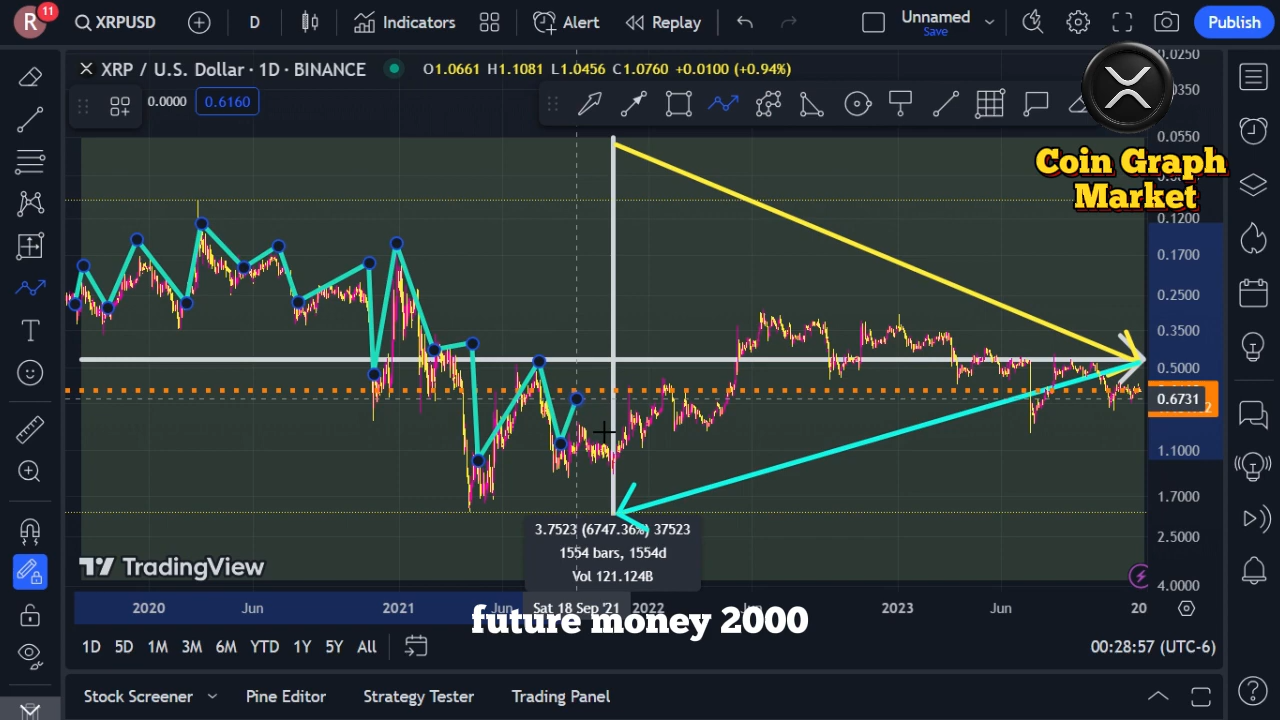 R 11 XRPUSD D Indicators Alert Replay Unnamed Save Publish
XRP / U.S. Dollar · 1D · BINANCE O1.0661 H1.1081 L1.0456 C1.0760 +0.0100 (+0.94%)
0.0000 0.6160
Coin Graph
Market
0.0250
0.0550
0.1200
0.1700
0.2500
0.3500
0.5000
0.6731
1.1000
1.7000
2.5000
4.0000
3.7523 (6747.36%) 37523
1554 bars, 1554d
Vol 121.124B
TradingView
2020 Jun 2021 Sat 18 Sep '21 2022 2023 Jun 20
future money 2000
1D 5D 1M 3M 6M YTD 1Y 5Y All 00:28:57 (UTC-6)
Stock Screener Pine Editor Strategy Tester Trading Panel